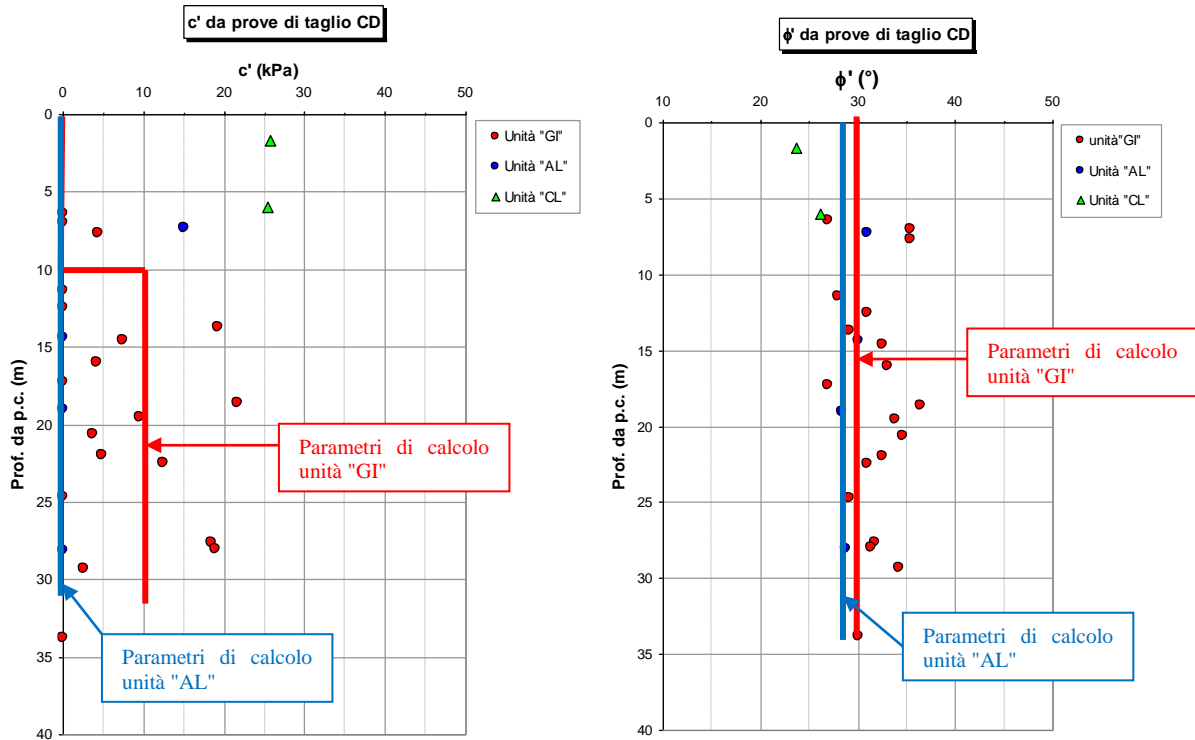 c' da prove di taglio CD
c' (kPa)
0 10 20 30 40 50
0
5
10
15
20
25
30
35
40
Prof. da p.c. (m)
Unità "GI"
Unità "AL"
Unità "CL"
Parametri di calcolo
unità "GI"
Parametri di calcolo
unità "AL"
ϕ' da prove di taglio CD
ϕ' (°)
10 20 30 40 50
0
5
10
15
20
25
30
35
40
Prof. da p.c. (m)
unità"GI"
Unità "AL"
Unità "CL"
Parametri di calcolo
unità "GI"
Parametri di calcolo
unità "AL"